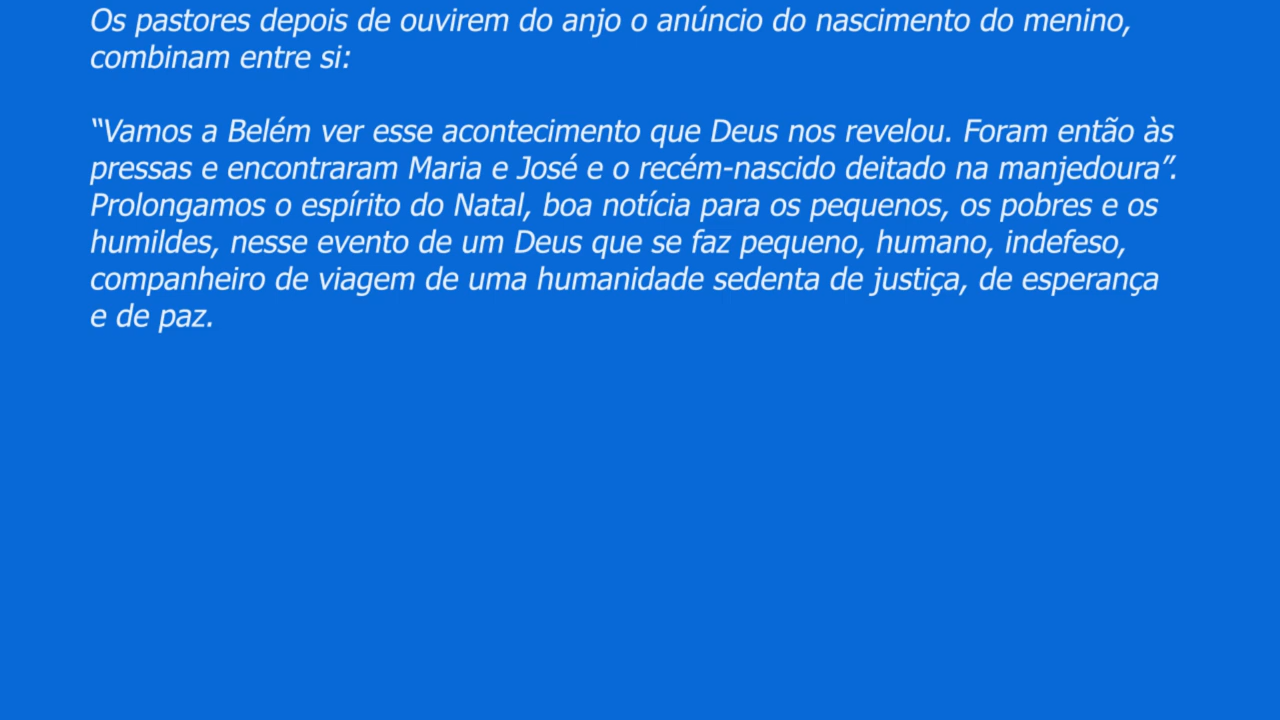 Os pastores depois de ouvirem do anjo o anúncio do nascimento do menino,
combinam entre si:
“Vamos a Belém ver esse acontecimento que Deus nos revelou. Foram então às
pressas e encontraram Maria e José e o recém-nascido deitado na manjedoura”.
Prolongamos o espírito do Natal, boa notícia para os pequenos, os pobres e os
humildes, nesse evento de um Deus que se faz pequeno, humano, indefeso,
companheiro de viagem de uma humanidade sedenta de justiça, de esperança
e de paz.